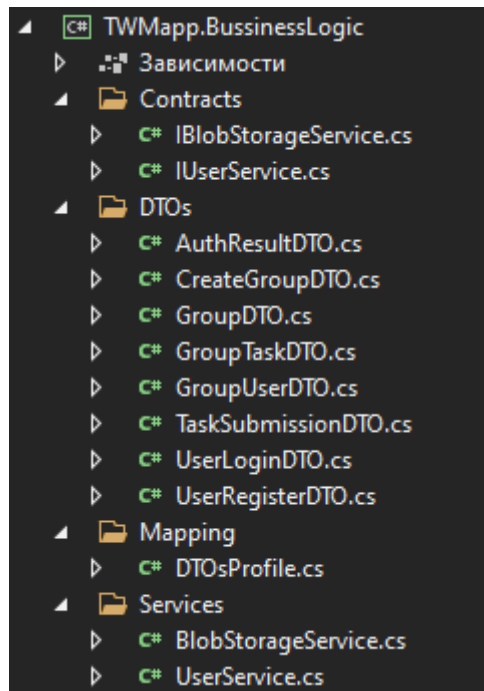 C# TWMapp.BussinessLogic
Зависимости
Contracts
C# IBlobStorageService.cs
C# IUserService.cs
DTOs
C# AuthResultDTO.cs
C# CreateGroupDTO.cs
C# GroupDTO.cs
C# GroupTaskDTO.cs
C# GroupUserDTO.cs
C# TaskSubmissionDTO.cs
C# UserLoginDTO.cs
C# UserRegisterDTO.cs
Mapping
C# DTOsProfile.cs
Services
C# BlobStorageService.cs
C# UserService.cs